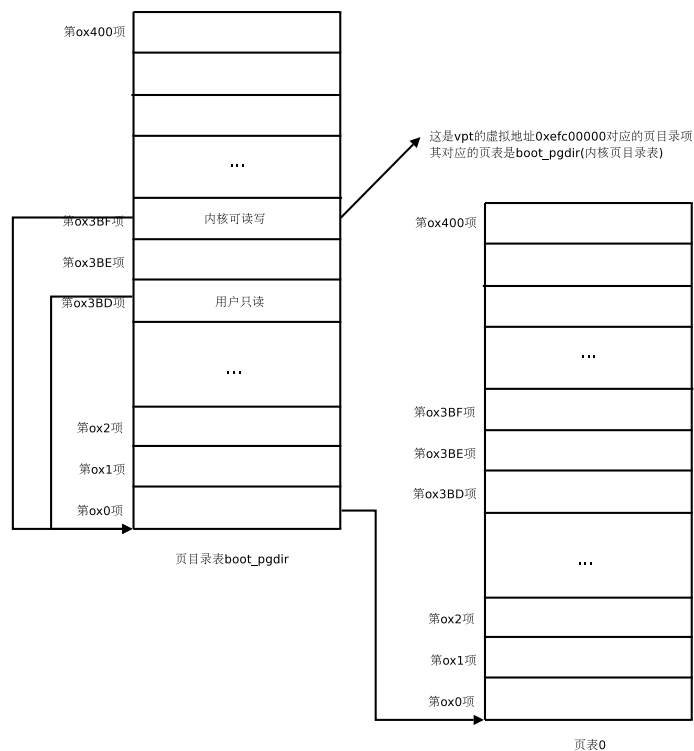 第ox400项
...
这是vpt的虚拟地址0xefc00000对应的页目录项
其对应的页表是boot_pgdir(内核页目录表)
第ox3BF项
内核可读写
第ox3BE项
第ox3BD项
用户只读
...
第ox2项
第ox1项
第ox0项
页目录表boot_pgdir
第ox400项
...
第ox3BF项
第ox3BE项
第ox3BD项
...
第ox2项
第ox1项
第ox0项
页表0